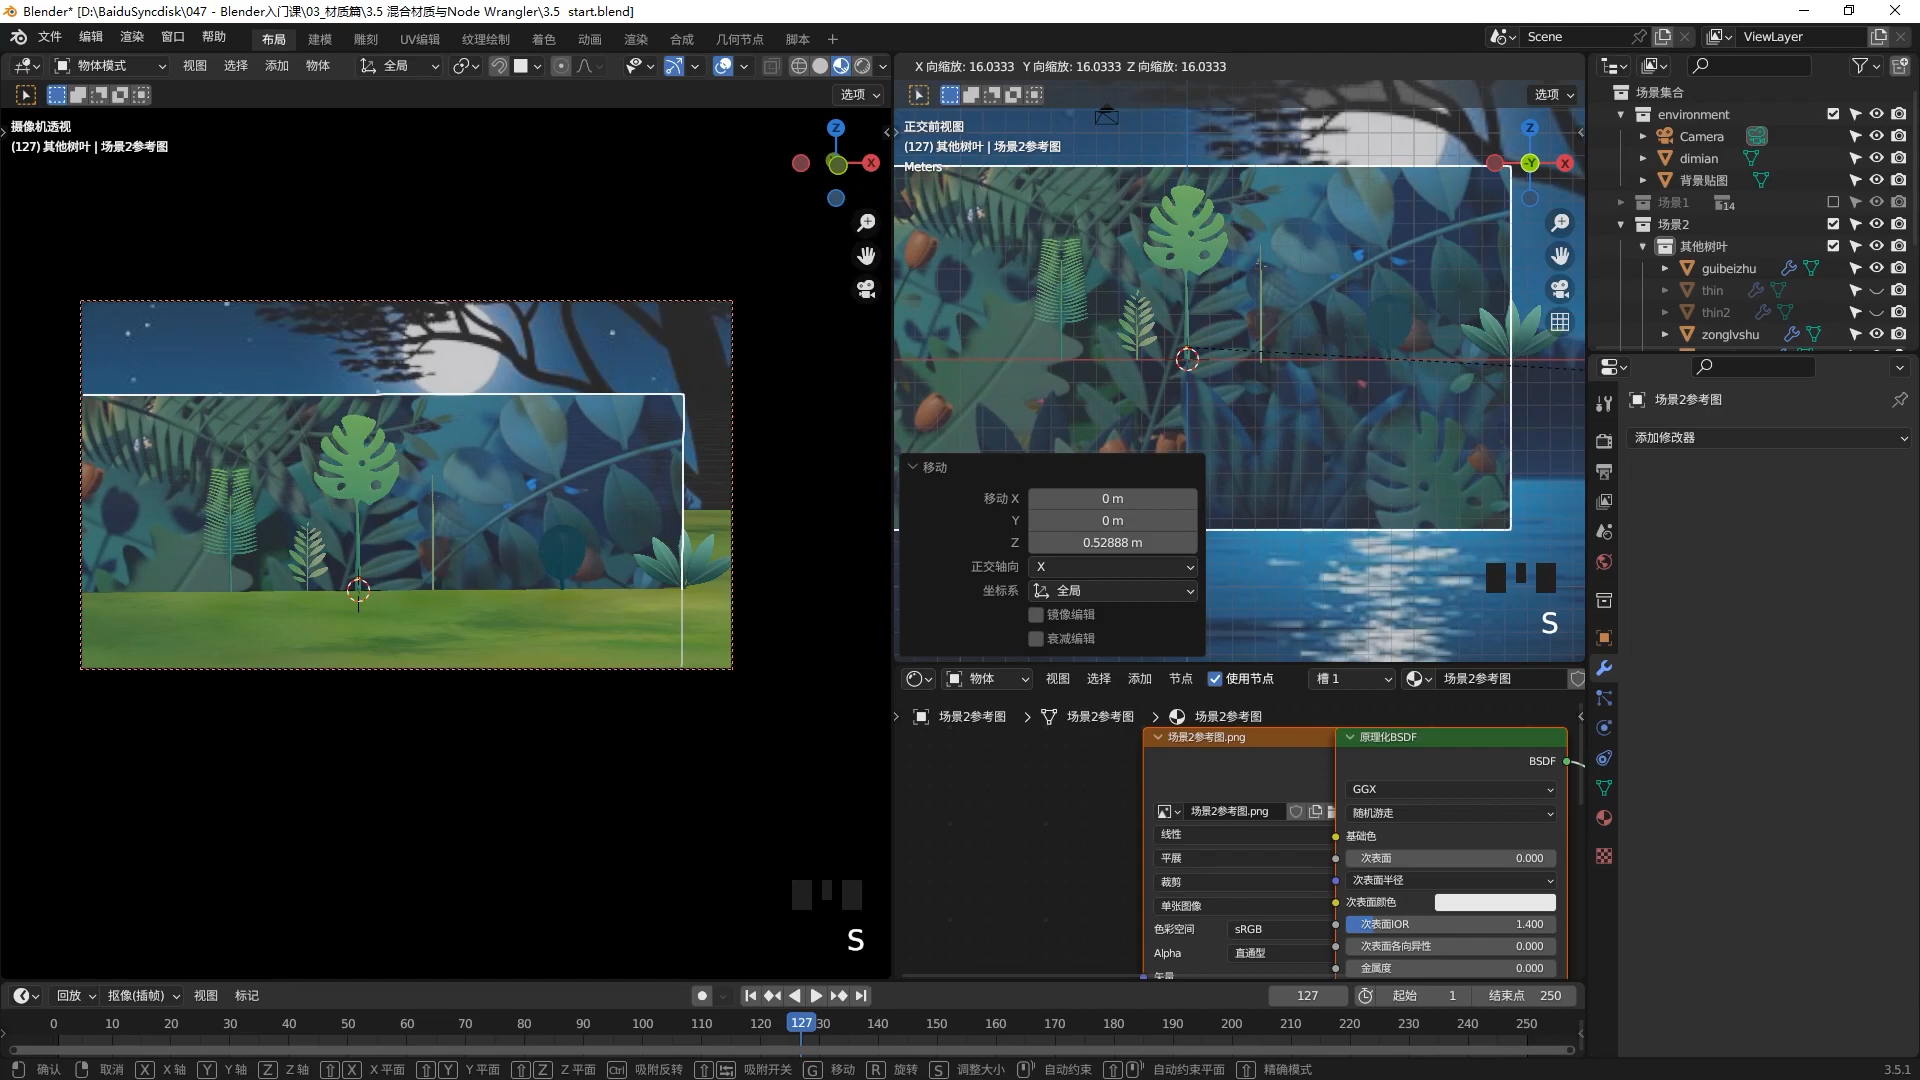 Blender* [D:\BaiduSyncdisk\047 - Blender入门课\03_材质篇\3.5 混合材质与Node Wrangler\3.5  start.blend]
文件 编辑 渲染 窗口 帮助 布局 建模 雕刻 UV编辑 纹理绘制 着色 动画 渲染 合成 几何节点 脚本 + Scene ViewLayer
物体模式 视图 选择 添加 物体 全局
选项
摄像机透视
(127) 其他树叶 | 场景2参考图
Z
X
S
X 向缩放: 16.0333 Y 向缩放: 16.0333 Z 向缩放: 16.0333
选项
正交前视图
(127) 其他树叶 | 场景2参考图
Meters
Z
-Y
X
S
移动
移动 X 0 m
Y 0 m
Z 0.52888 m
正交轴向 X
坐标系 全局
镜像编辑
衰减编辑
物体 视图 选择 添加 节点 使用节点 槽 1 场景2参考图
场景2参考图 > 场景2参考图 > 场景2参考图
场景2参考图.png
场景2参考图.png
线性
平展
裁剪
单张图像
色彩空间 sRGB
Alpha 直通型
矢量
原理化BSDF
BSDF
GGX
随机游走
基础色
次表面 0.000
次表面半径
次表面颜色
次表面IOR 1.400
次表面各向异性 0.000
金属度 0.000
场景集合
environment
Camera
dimian
背景贴图
场景1 14
场景2
其他树叶
guibeizhu
thin
thin2
zonglvshu
场景2参考图
添加修改器
回放 抠像(插帧) 视图 标记 127 起始 1 结束点 250
0 10 20 30 40 50 60 70 80 90 100 110 120 127 30 140 150 160 170 180 190 200 210 220 230 240 250
确认 取消 X X 轴 Y Y 轴 Z Z 轴 X X 平面 Y Y 平面 Z Z 平面 Ctrl 吸附反转 吸附开关 G 移动 R 旋转 S 调整大小 自动约束 自动约束平面 精确模式 3.5.1